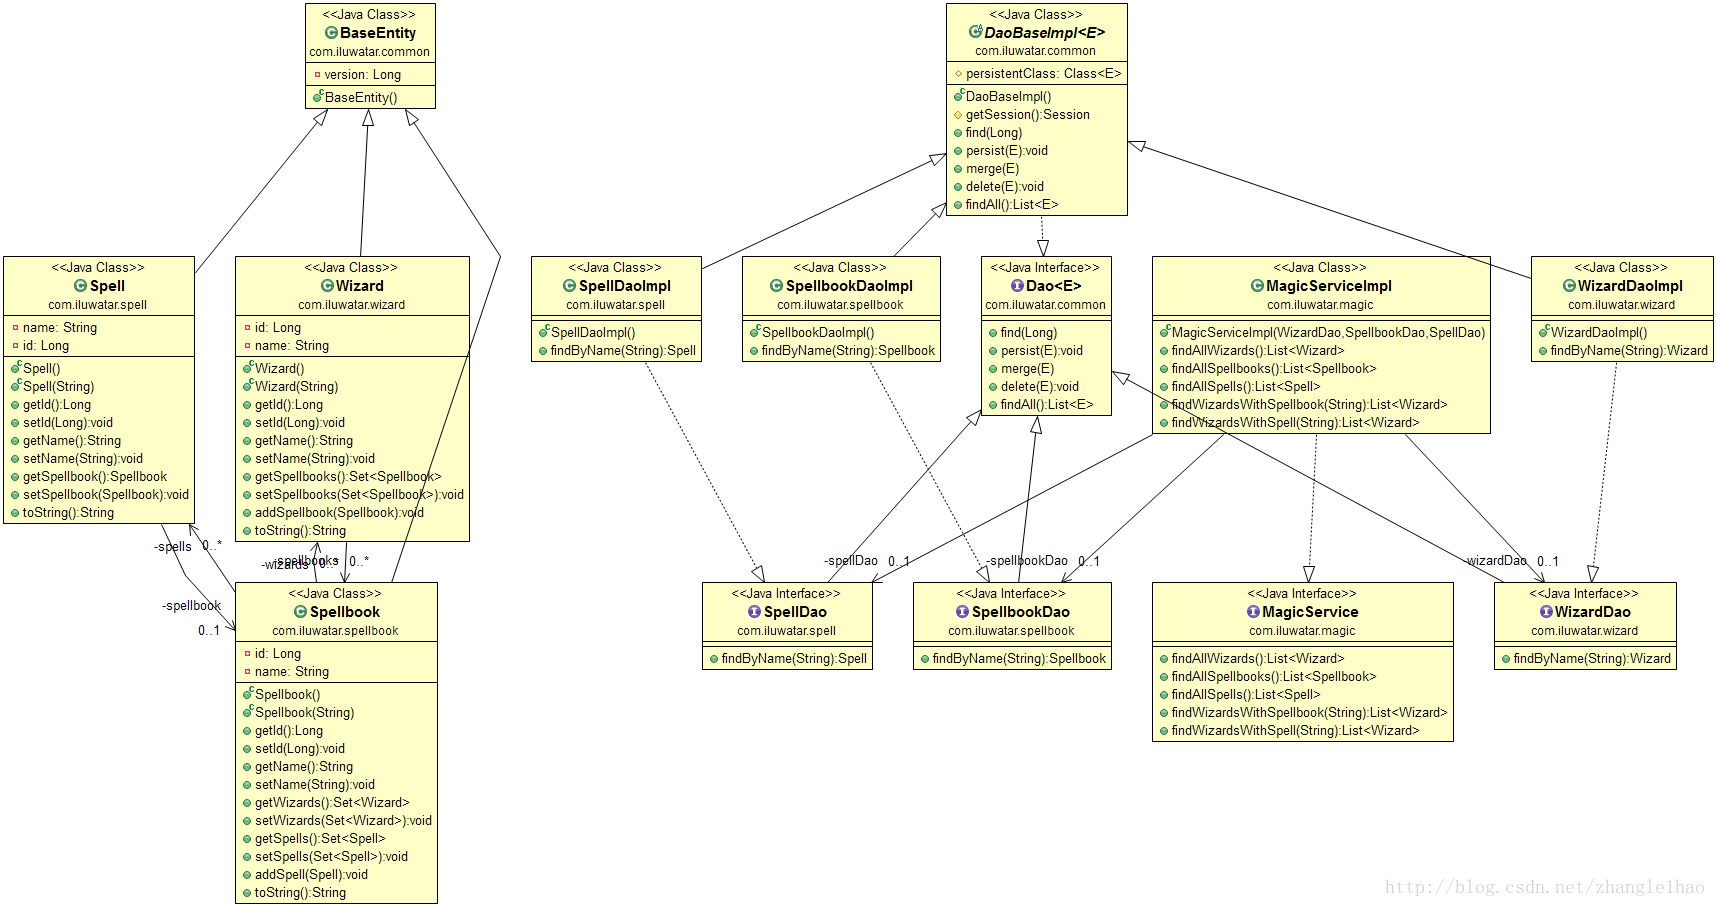 <<Java Class>>
BaseEntity
com.iluwatar.common
version: Long
BaseEntity()
<<Java Class>>
DaoBaseImpl<E>
com.iluwatar.common
persistentClass: Class<E>
DaoBaseImpl()
getSession():Session
find(Long)
persist(E):void
merge(E)
delete(E):void
findAll():List<E>
<<Java Class>>
Spell
com.iluwatar.spell
name: String
id: Long
Spell()
Spell(String)
getId():Long
setId(Long):void
getName():String
setName(String):void
getSpellbook():Spellbook
setSpellbook(Spellbook):void
toString():String
<<Java Class>>
Wizard
com.iluwatar.wizard
id: Long
name: String
Wizard()
Wizard(String)
getId():Long
setId(Long):void
getName():String
setName(String):void
getSpellbooks():Set<Spellbook>
setSpellbooks(Set<Spellbook>):void
addSpellbook(Spellbook):void
toString():String
<<Java Class>>
SpellDaoImpl
com.iluwatar.spell
SpellDaoImpl()
findByName(String):Spell
<<Java Class>>
SpellbookDaoImpl
com.iluwatar.spellbook
SpellbookDaoImpl()
findByName(String):Spellbook
<<Java Interface>>
Dao<E>
com.iluwatar.common
find(Long)
persist(E):void
merge(E)
delete(E):void
findAll():List<E>
<<Java Class>>
MagicServiceImpl
com.iluwatar.magic
MagicServiceImpl(WizardDao,SpellbookDao,SpellDao)
findAllWizards():List<Wizard>
findAllSpellbooks():List<Spellbook>
findAllSpells():List<Spell>
findWizardsWithSpellbook(String):List<Wizard>
findWizardsWithSpell(String):List<Wizard>
<<Java Class>>
WizardDaoImpl
com.iluwatar.wizard
WizardDaoImpl()
findByName(String):Wizard
-spells 0..*
-wizards 0..*
-spellbooks 0..*
-spellbook
0..1
-spellDao 0..1
-spellbookDao 0..1
-wizardDao 0..1
<<Java Class>>
Spellbook
com.iluwatar.spellbook
id: Long
name: String
Spellbook()
Spellbook(String)
getId():Long
setId(Long):void
getName():String
setName(String):void
getWizards():Set<Wizard>
setWizards(Set<Wizard>):void
getSpells():Set<Spell>
setSpells(Set<Spell>):void
addSpell(Spell):void
toString():String
<<Java Interface>>
SpellDao
com.iluwatar.spell
findByName(String):Spell
<<Java Interface>>
SpellbookDao
com.iluwatar.spellbook
findByName(String):Spellbook
<<Java Interface>>
MagicService
com.iluwatar.magic
findAllWizards():List<Wizard>
findAllSpellbooks():List<Spellbook>
findAllSpells():List<Spell>
findWizardsWithSpellbook(String):List<Wizard>
findWizardsWithSpell(String):List<Wizard>
<<Java Interface>>
WizardDao
com.iluwatar.wizard
findByName(String):Wizard
http://blog.csdn.net/zhangle1hao